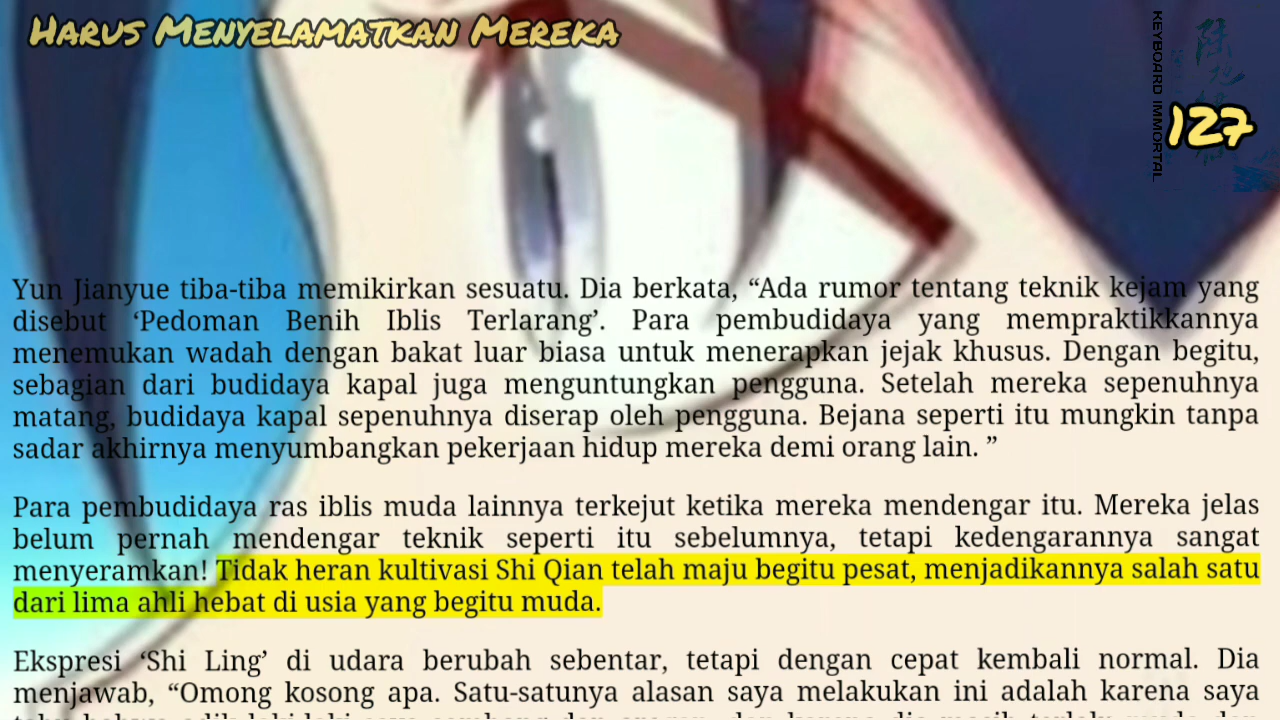 Harus Menyelamatkan Mereka
KEYBOARD IMMORTAL
127
Yun Jianyue tiba-tiba memikirkan sesuatu. Dia berkata, “Ada rumor tentang teknik kejam yang
disebut ‘Pedoman Benih Iblis Terlarang’. Para pembudidaya yang mempraktikkannya
menemukan wadah dengan bakat luar biasa untuk menerapkan jejak khusus. Dengan begitu,
sebagian dari budidaya kapal juga menguntungkan pengguna. Setelah mereka sepenuhnya
matang, budidaya kapal sepenuhnya diserap oleh pengguna. Bejana seperti itu mungkin tanpa
sadar akhirnya menyumbangkan pekerjaan hidup mereka demi orang lain. ”
Para pembudidaya ras iblis muda lainnya terkejut ketika mereka mendengar itu. Mereka jelas
belum pernah mendengar teknik seperti itu sebelumnya, tetapi kedengarannya sangat
menyeramkan! Tidak heran kultivasi Shi Qian telah maju begitu pesat, menjadikannya salah satu
dari lima ahli hebat di usia yang begitu muda.
Ekspresi ‘Shi Ling’ di udara berubah sebentar, tetapi dengan cepat kembali normal. Dia
menjawab, “Omong kosong apa. Satu-satunya alasan saya melakukan ini adalah karena saya